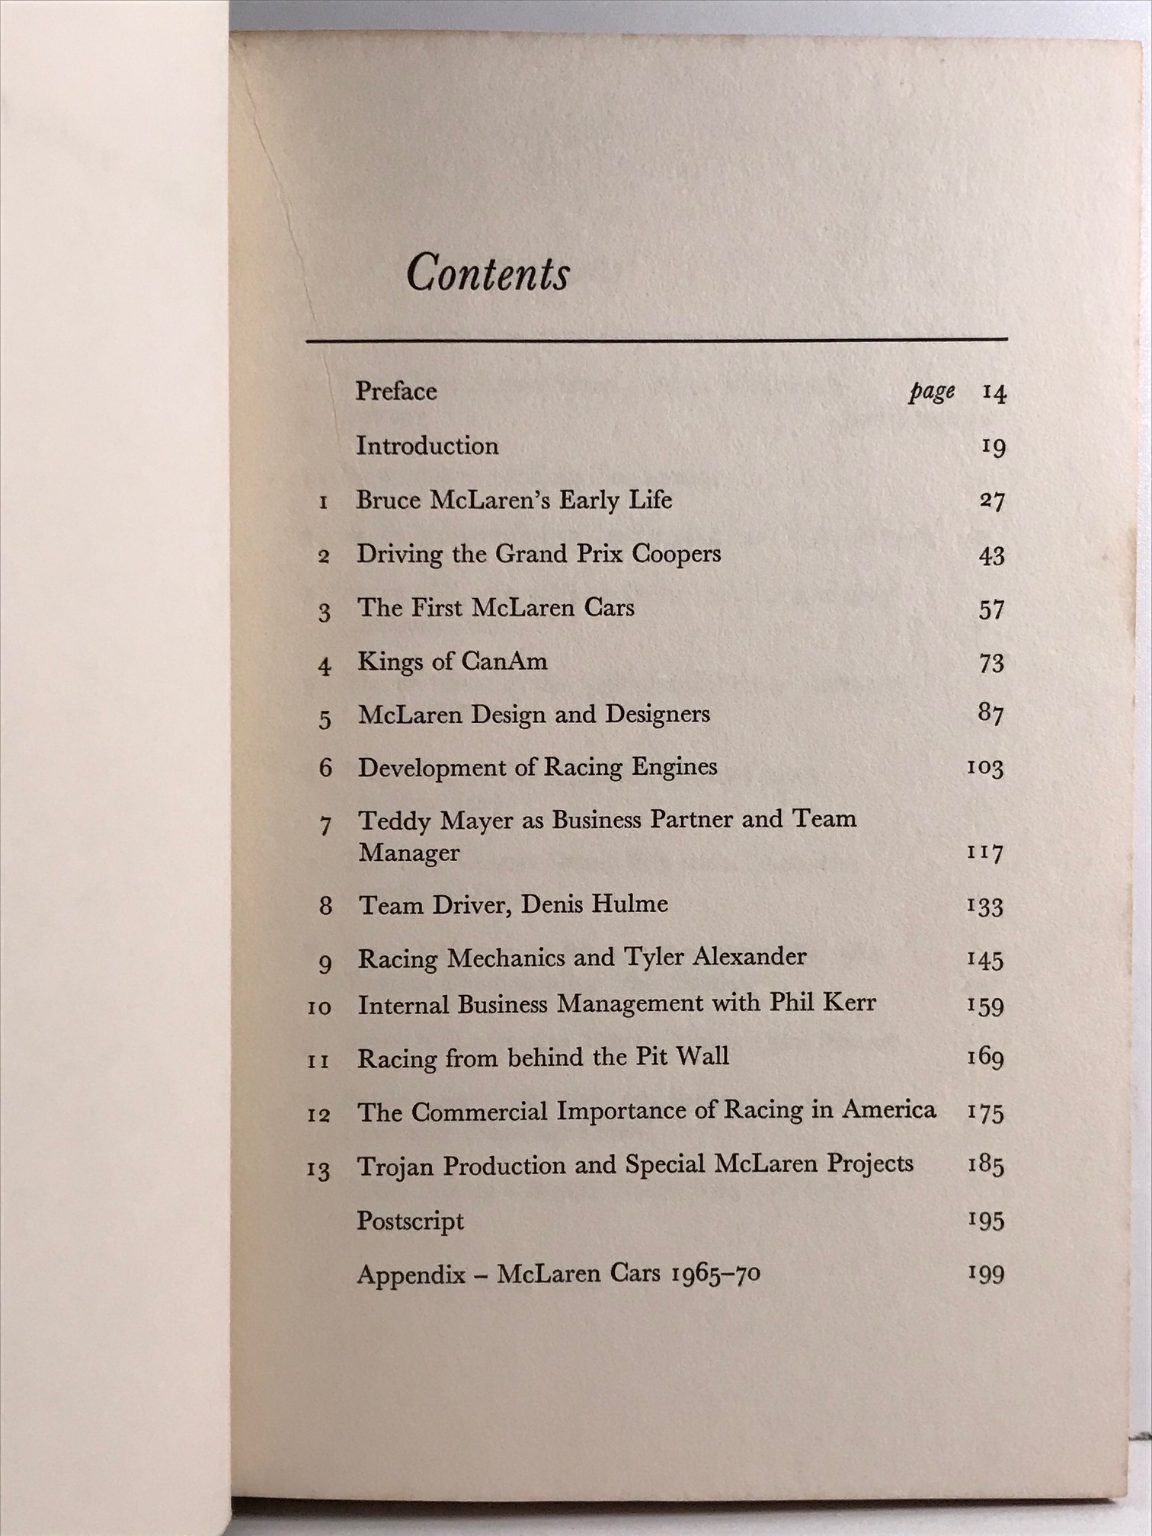 Contents
Preface page 14
Introduction 19
1 Bruce McLaren's Early Life 27
2 Driving the Grand Prix Coopers 43
3 The First McLaren Cars 57
4 Kings of CanAm 73
5 McLaren Design and Designers 87
6 Development of Racing Engines 103
7 Teddy Mayer as Business Partner and Team
Manager 117
8 Team Driver, Denis Hulme 133
9 Racing Mechanics and Tyler Alexander 145
10 Internal Business Management with Phil Kerr 159
11 Racing from behind the Pit Wall 169
12 The Commercial Importance of Racing in America 175
13 Trojan Production and Special McLaren Projects 185
Postscript 195
Appendix – McLaren Cars 1965–70 199